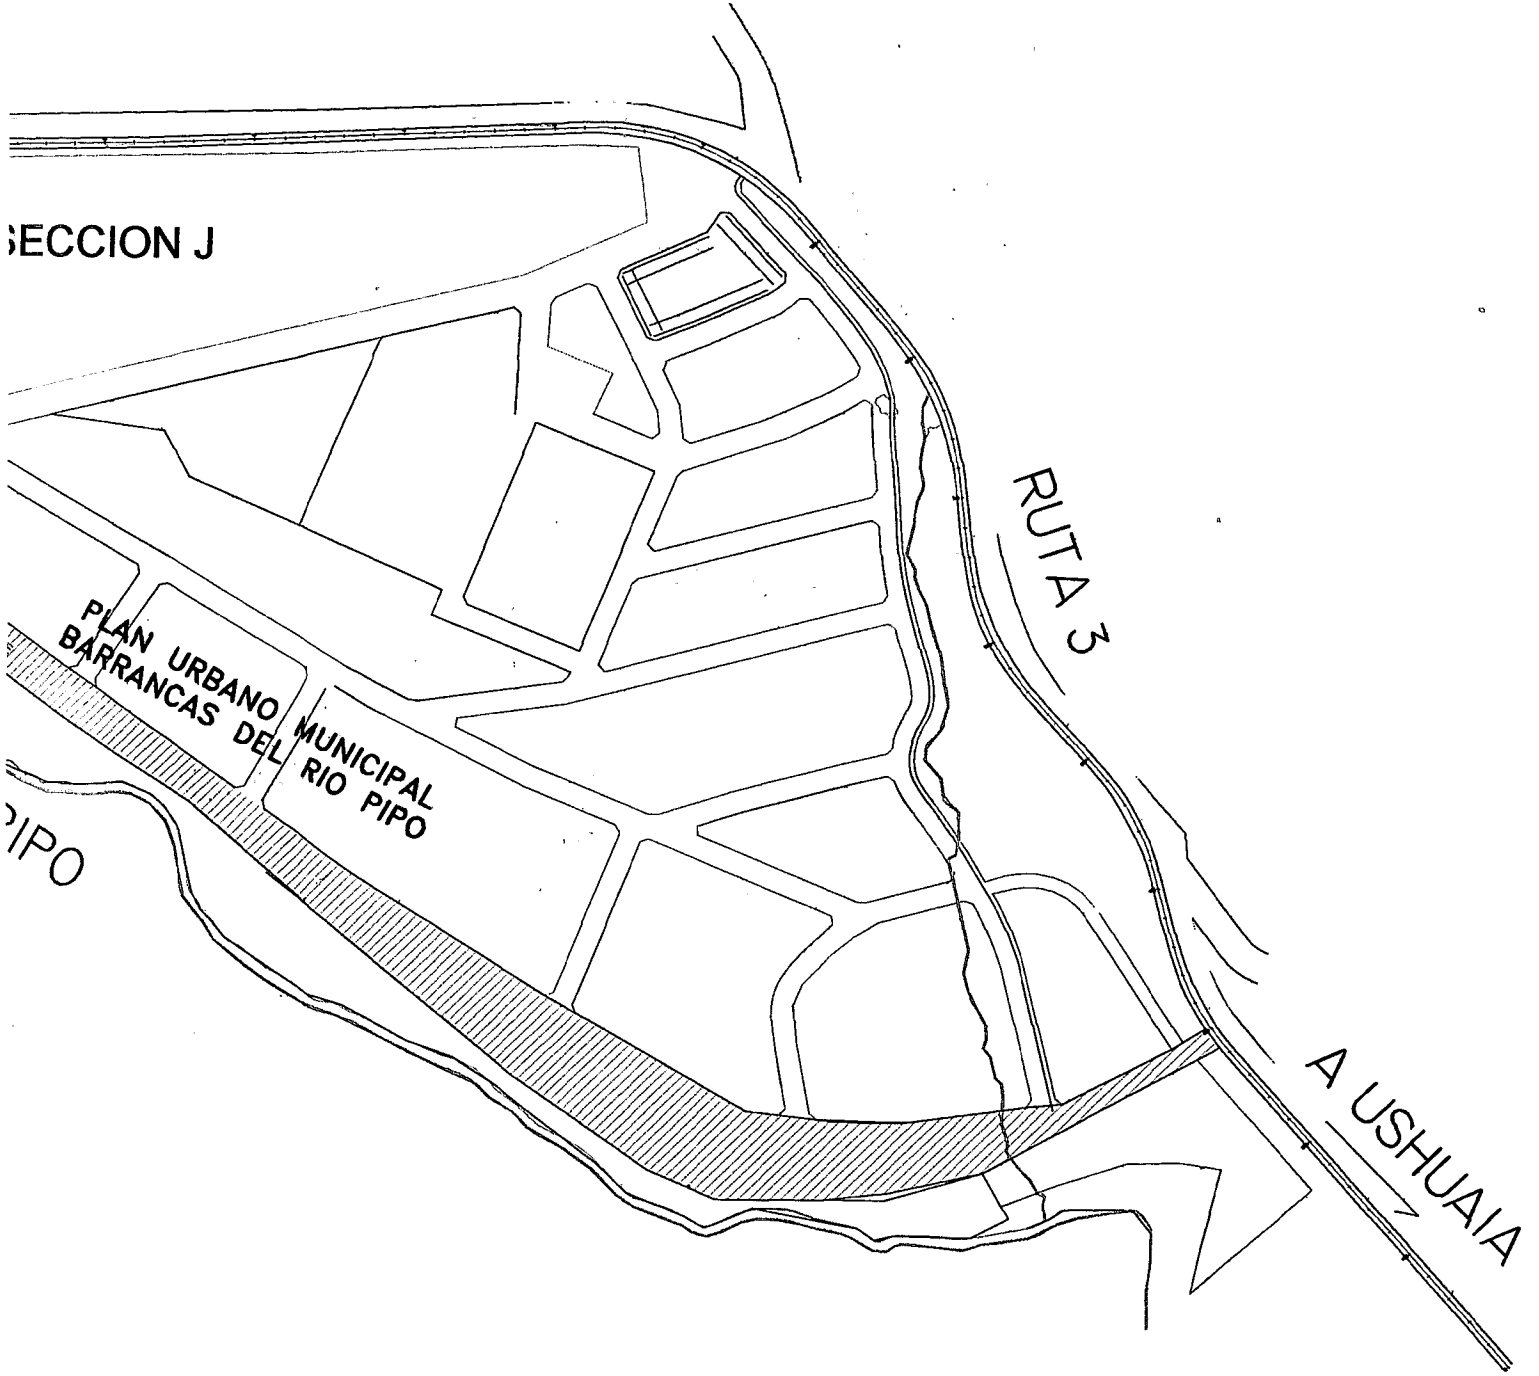 SECCION J
RUTA 3
PLAN URBANO MUNICIPAL
BARRANCAS DEL RIO PIPO
PIPO
A USHUAIA